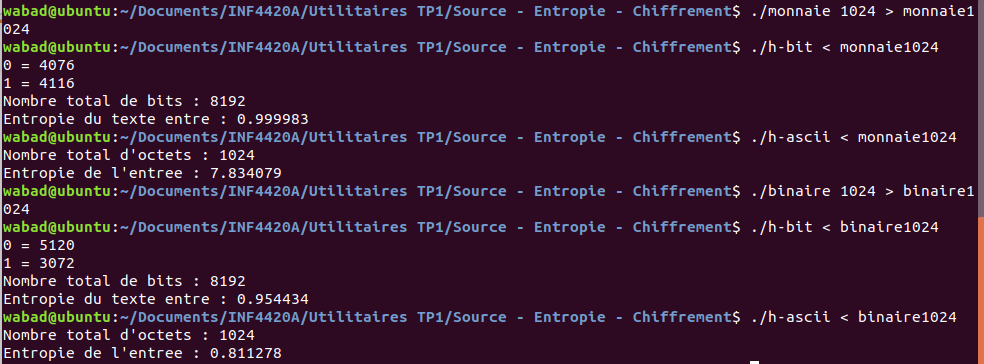 wabad@ubuntu:~/Documents/INF4420A/Utilitaires TP1/Source - Entropie - Chiffrement$ ./monnaie 1024 > monnaie1
024
wabad@ubuntu:~/Documents/INF4420A/Utilitaires TP1/Source - Entropie - Chiffrement$ ./h-bit < monnaie1024
0 = 4076
1 = 4116
Nombre total de bits : 8192
Entropie du texte entre : 0.999983
wabad@ubuntu:~/Documents/INF4420A/Utilitaires TP1/Source - Entropie - Chiffrement$ ./h-ascii < monnaie1024
Nombre total d'octets : 1024
Entropie de l'entree : 7.834079
wabad@ubuntu:~/Documents/INF4420A/Utilitaires TP1/Source - Entropie - Chiffrement$ ./binaire 1024 > binaire1
024
wabad@ubuntu:~/Documents/INF4420A/Utilitaires TP1/Source - Entropie - Chiffrement$ ./h-bit < binaire1024
0 = 5120
1 = 3072
Nombre total de bits : 8192
Entropie du texte entre : 0.954434
wabad@ubuntu:~/Documents/INF4420A/Utilitaires TP1/Source - Entropie - Chiffrement$ ./h-ascii < binaire1024
Nombre total d'octets : 1024
Entropie de l'entree : 0.811278